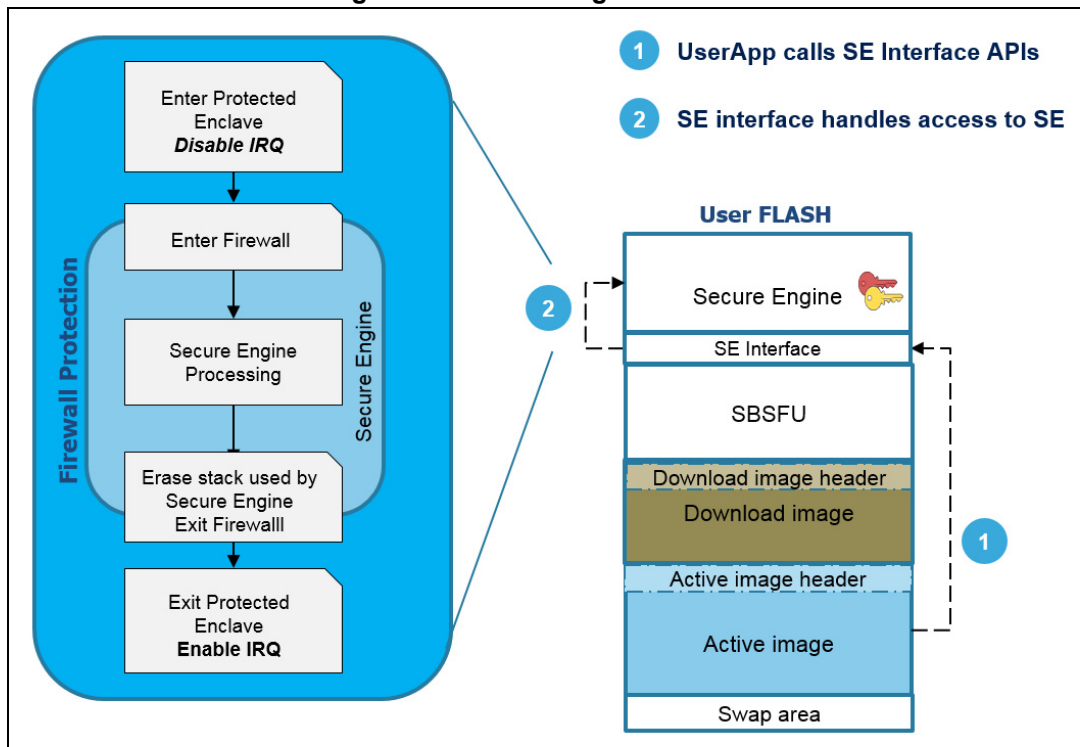 Enter Protected
Enclave
Disable IRQ
Enter Firewall
Secure Engine
Processing
Erase stack used by
Secure Engine
Exit Firewalll
Exit Protected
Enclave
Enable IRQ
Firewall Protection
Secure Engine
1 UserApp calls SE Interface APIs
2 SE interface handles access to SE
User FLASH
Secure Engine
SE Interface
SBSFU
Download image header
Download image
Active image header
Active image
Swap area
2
1